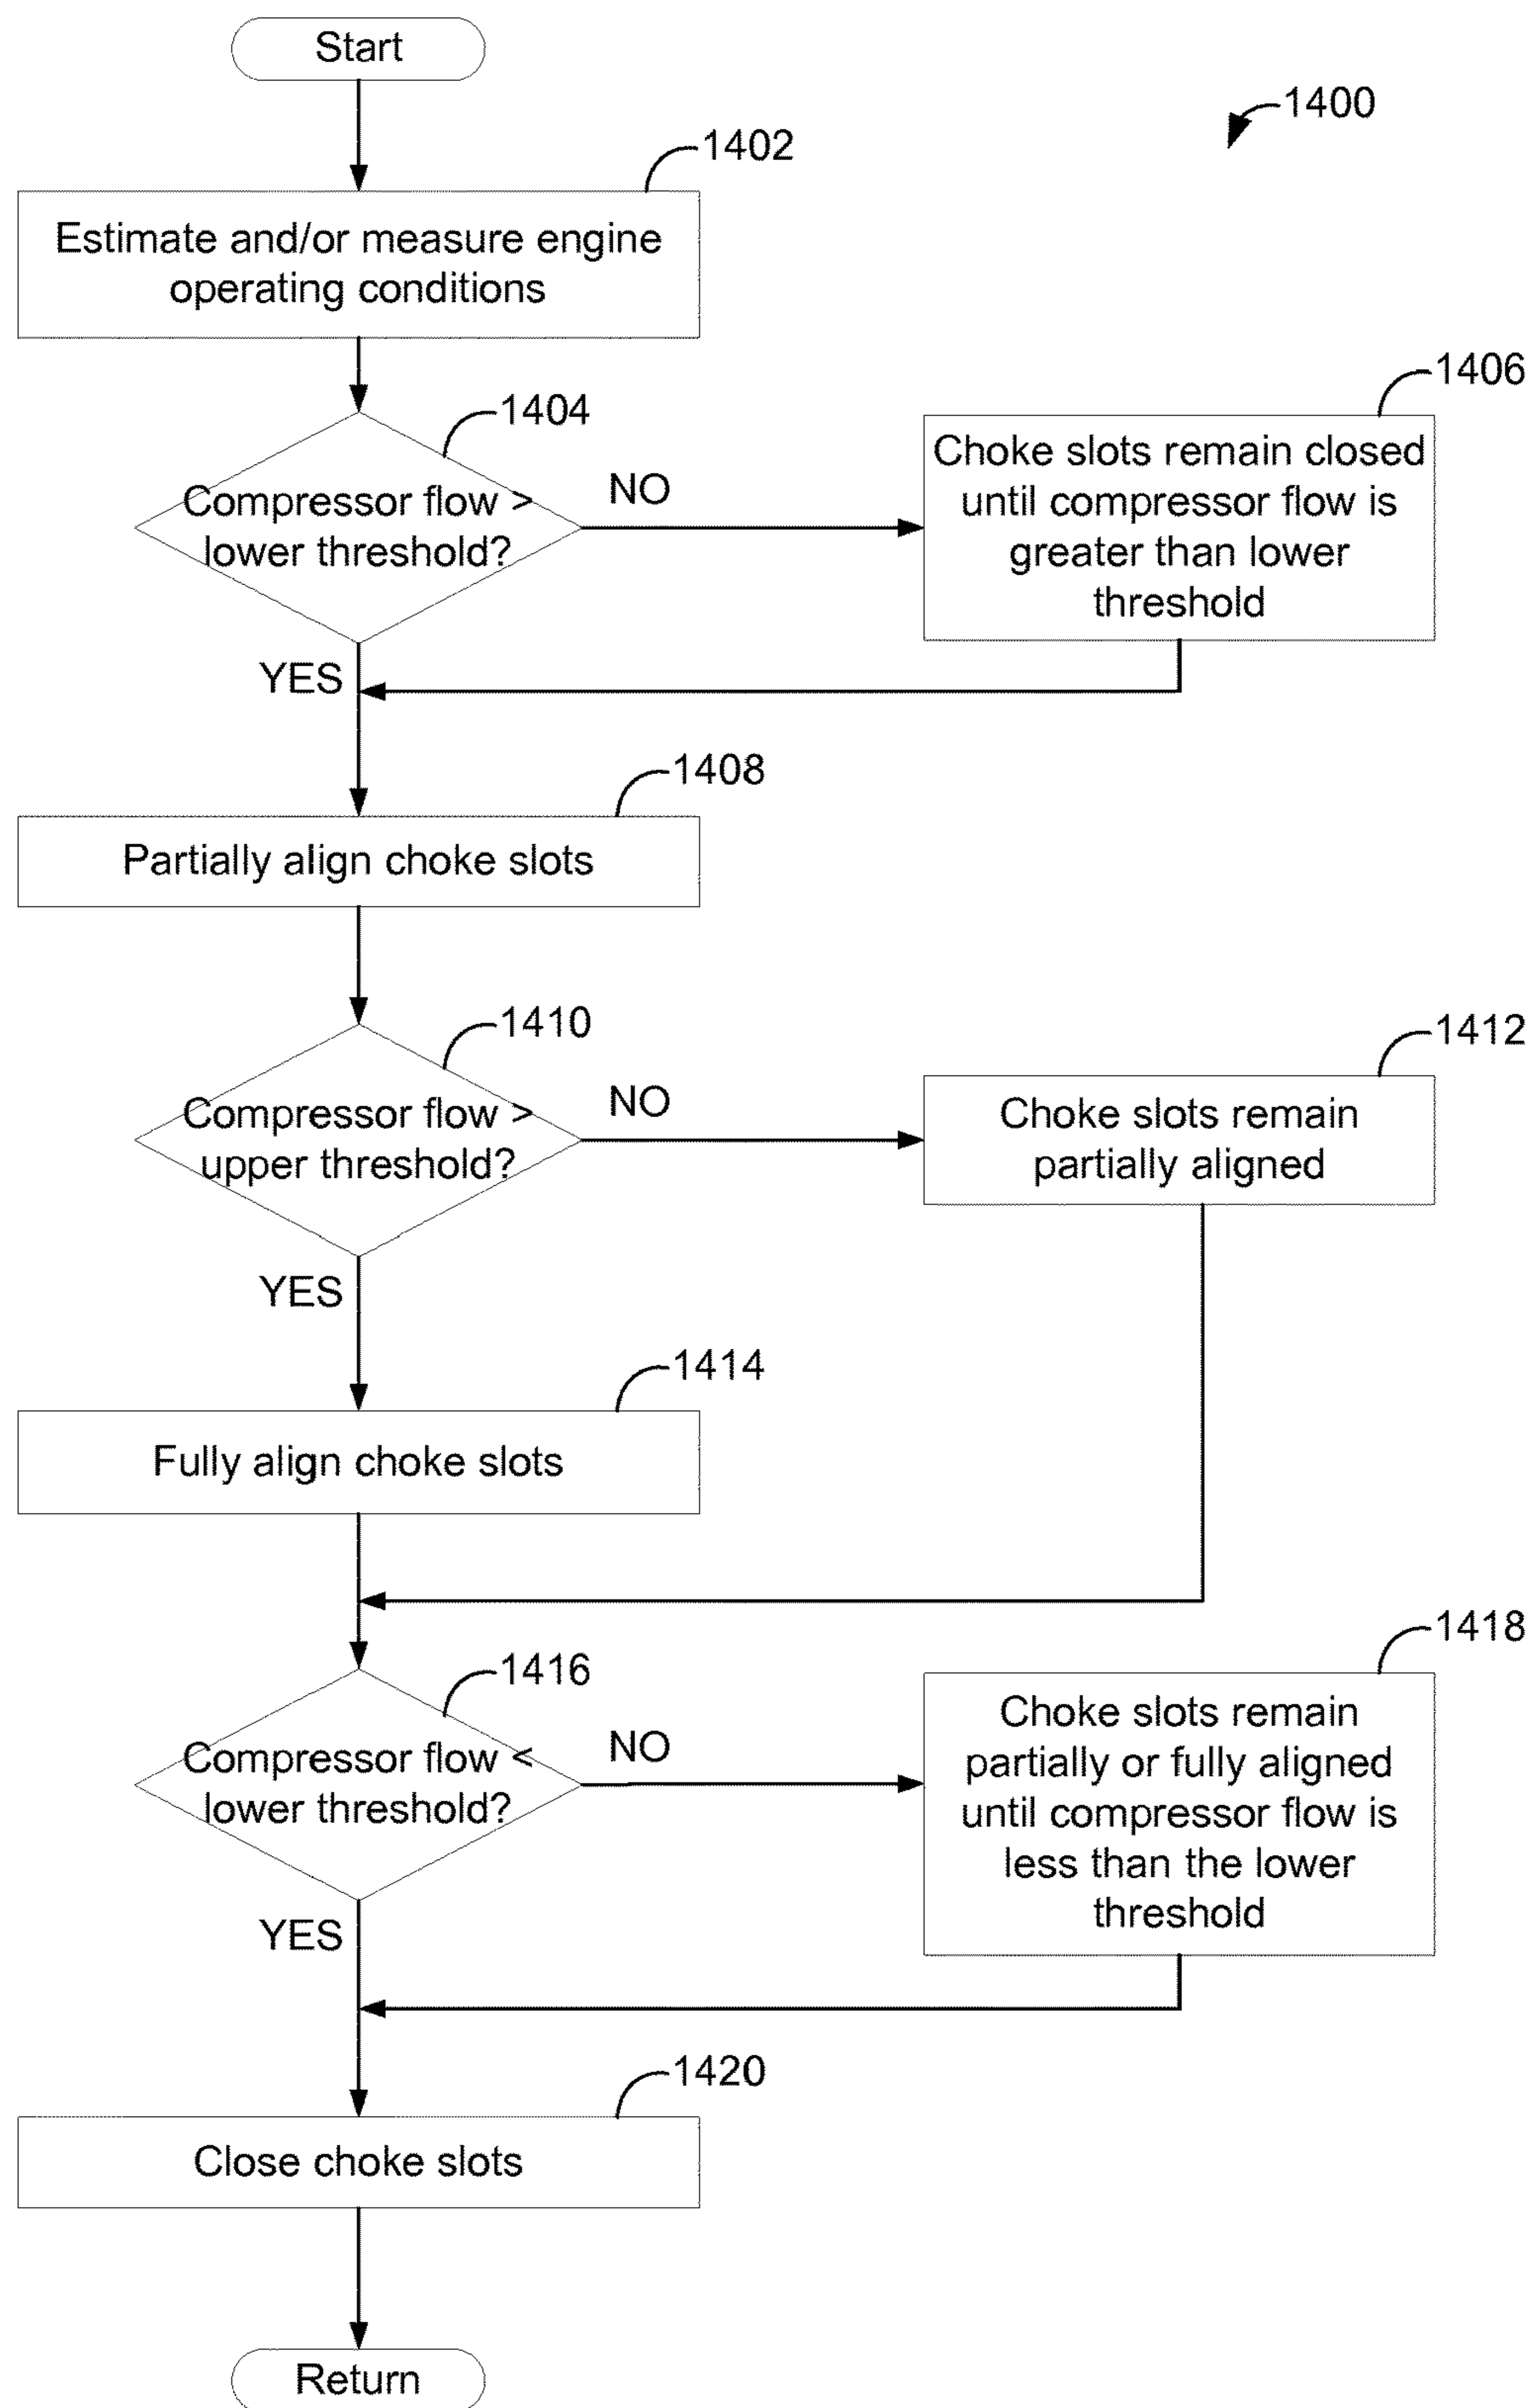 Start
1400
1402
Estimate and/or measure engine
operating conditions
1404
Compressor flow >
lower threshold?
NO
1406
Choke slots remain closed
until compressor flow is
greater than lower
threshold
YES
1408
Partially align choke slots
1410
Compressor flow >
upper threshold?
NO
1412
Choke slots remain
partially aligned
YES
1414
Fully align choke slots
1416
Compressor flow <
lower threshold?
NO
1418
Choke slots remain
partially or fully aligned
until compressor flow is
less than the lower
threshold
YES
1420
Close choke slots
Return